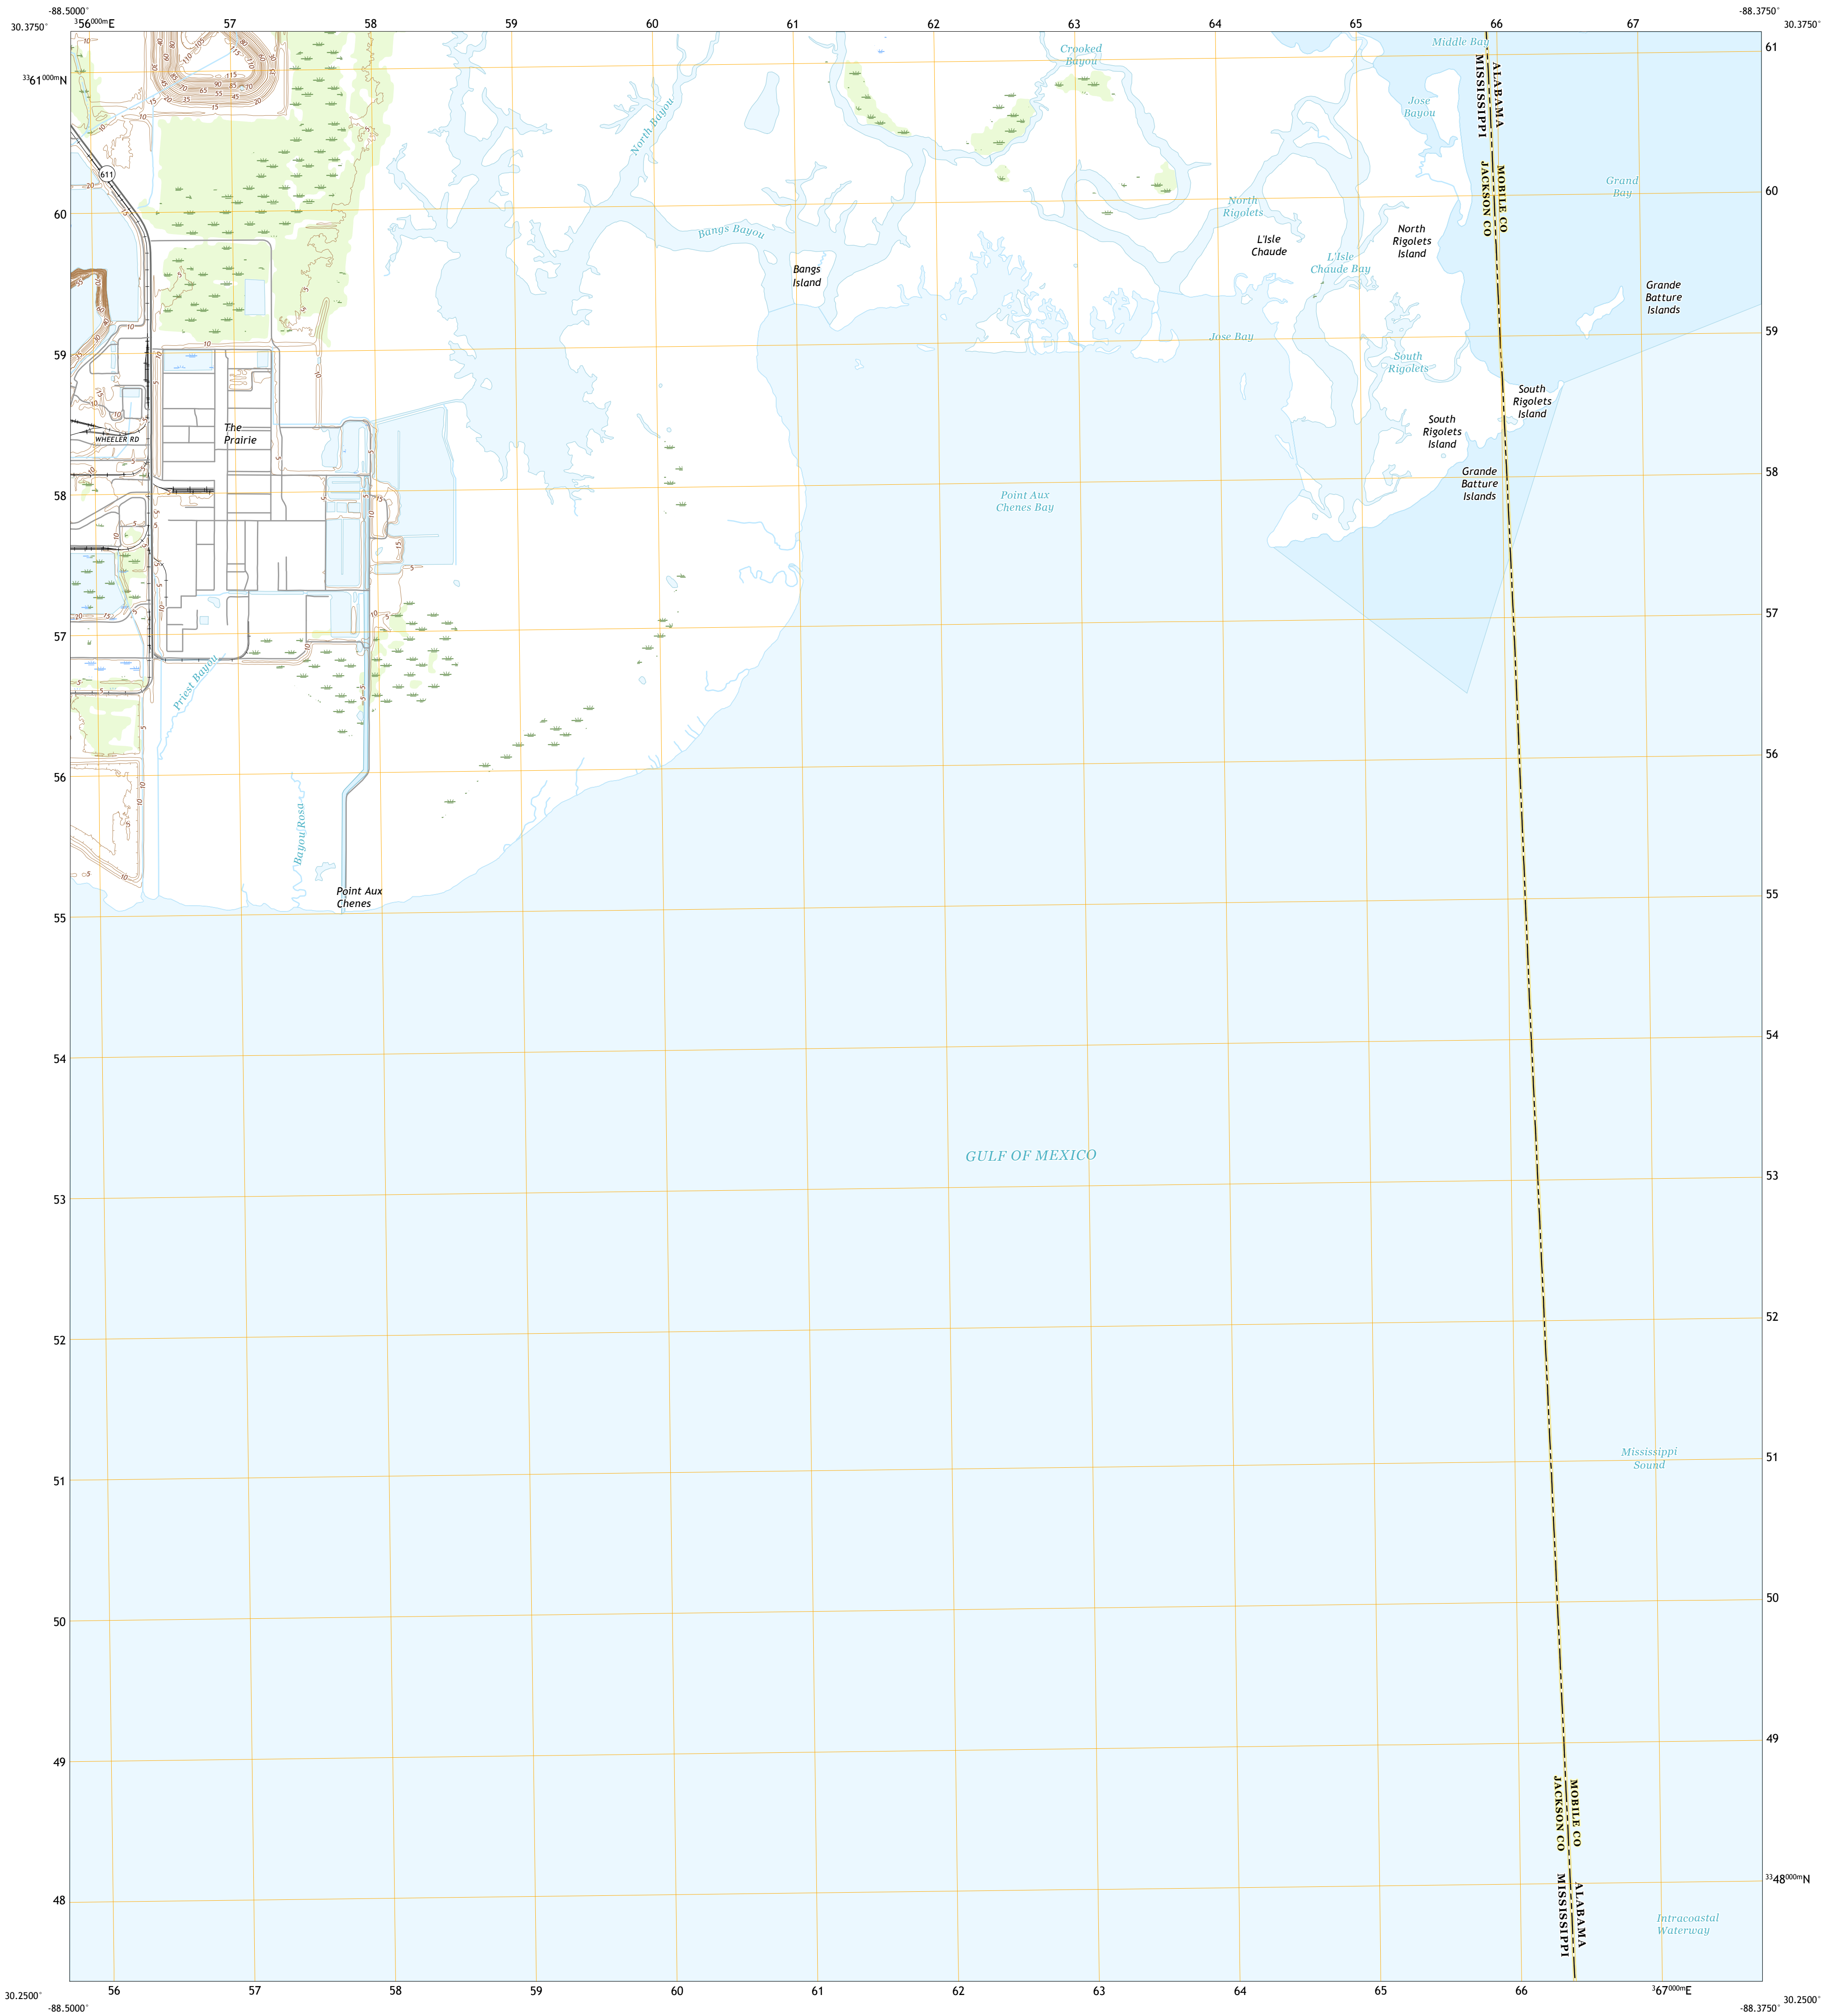 -88.5000°
-88.3750°
30.3750°
³56⁰⁰⁰ᵐE
57
58
59
60
61
62
63
64
65
66
67
30.3750°
³³61⁰⁰⁰ᵐN
61
Middle Bay
Crooked
Bayou
ALABAMA
MISSISSIPPI
Jose
Bayou
North Bayou
611
MOBILE CO
JACKSON CO
Grand
Bay
60
60
North
Rigolets
Bangs Bayou
L'Isle
Chaude
North
Rigolets
Island
L'Isle
Chaude Bay
Bangs
Island
Grande
Batture
Islands
59
59
Jose Bay
South
Rigolets
South
Rigolets
Island
The
Prairie
WHEELER RD
South
Rigolets
Island
Grande
Batture
Islands
58
58
Point Aux
Chenes Bay
57
57
Priest Bayou
56
56
Bayou Rosa
Point Aux
Chenes
55
55
54
54
GULF OF MEXICO
53
53
52
52
Mississippi
Sound
51
51
50
50
49
49
MOBILE CO
JACKSON CO
48
³³48⁰⁰⁰ᵐN
ALABAMA
MISSISSIPPI
Intracoastal
Waterway
30.2500°
56
57
58
59
60
61
62
63
64
65
66
³67⁰⁰⁰ᵐE
30.2500°
-88.5000°
-88.3750°